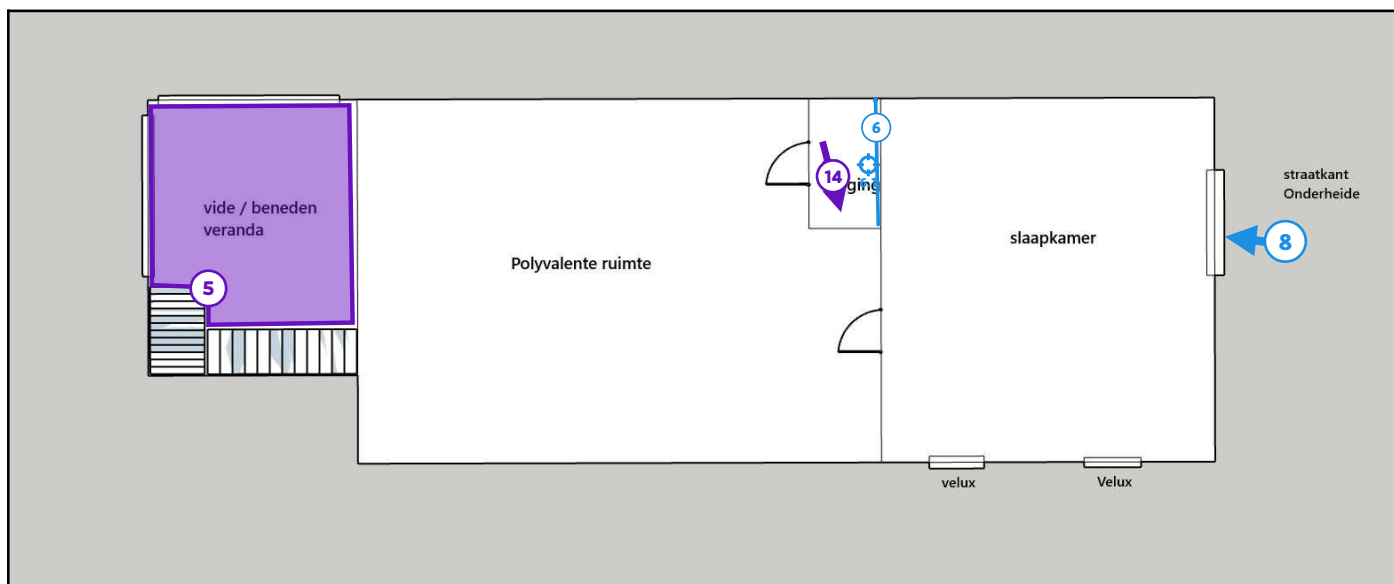 6
straatkant
Onderheide
14
vide / beneden
veranda
slaapkamer
8
Polyvalente ruimte
5
velux
Velux